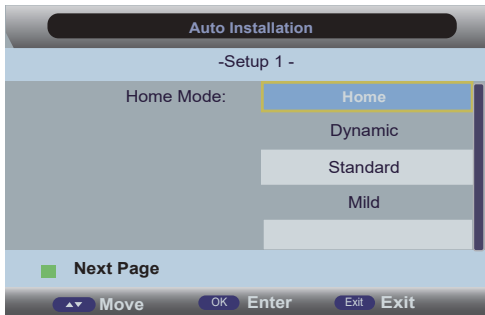 Auto Installation
-Setup 1 -
Home Mode: Home
Dynamic
Standard
Mild
Next Page
▲▼ Move OK Enter Exit Exit